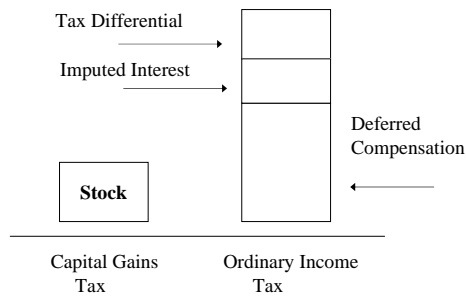 Tax Differential
Imputed Interest
Deferred
Compensation
Stock
Capital Gains
Tax
Ordinary Income
Tax